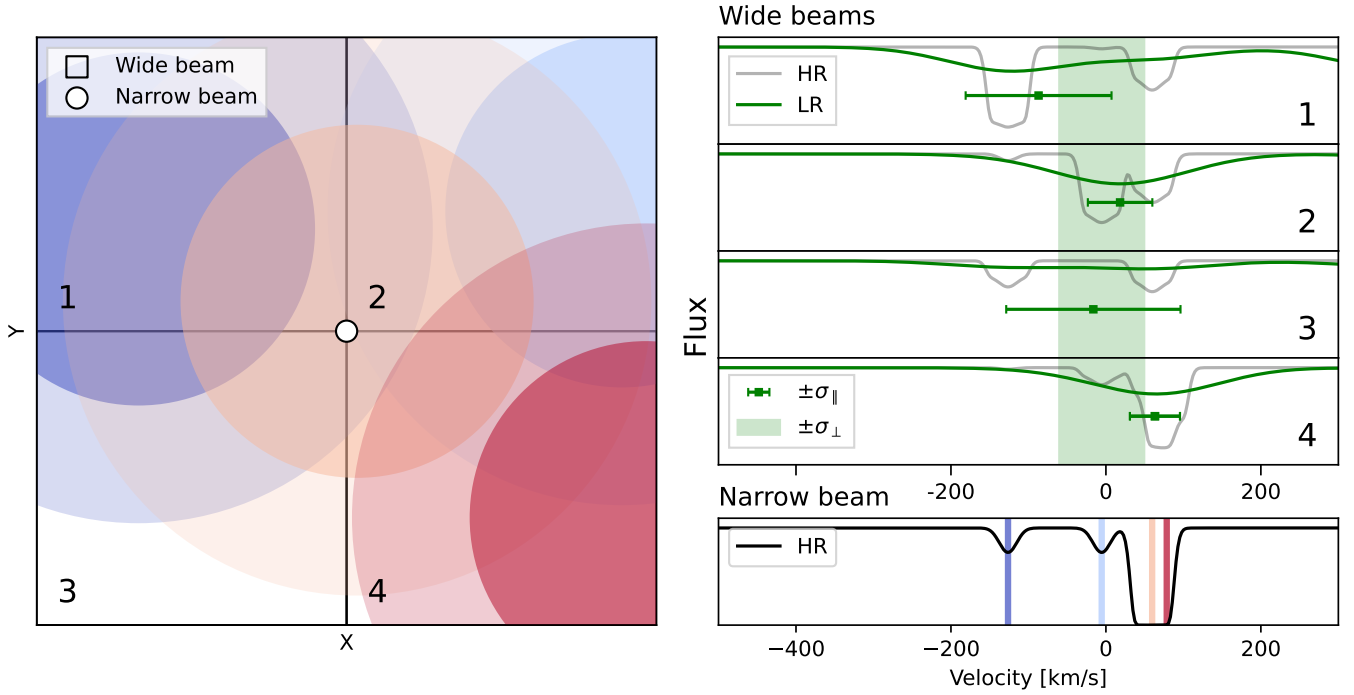 Wide beam
Narrow beam
1
2
3
4
Y
X
Wide beams
HR
LR
1
2
3
±σ∥
±σ⊥
4
Flux
-200
0
200
Narrow beam
HR
−400
−200
0
200
Velocity [km/s]